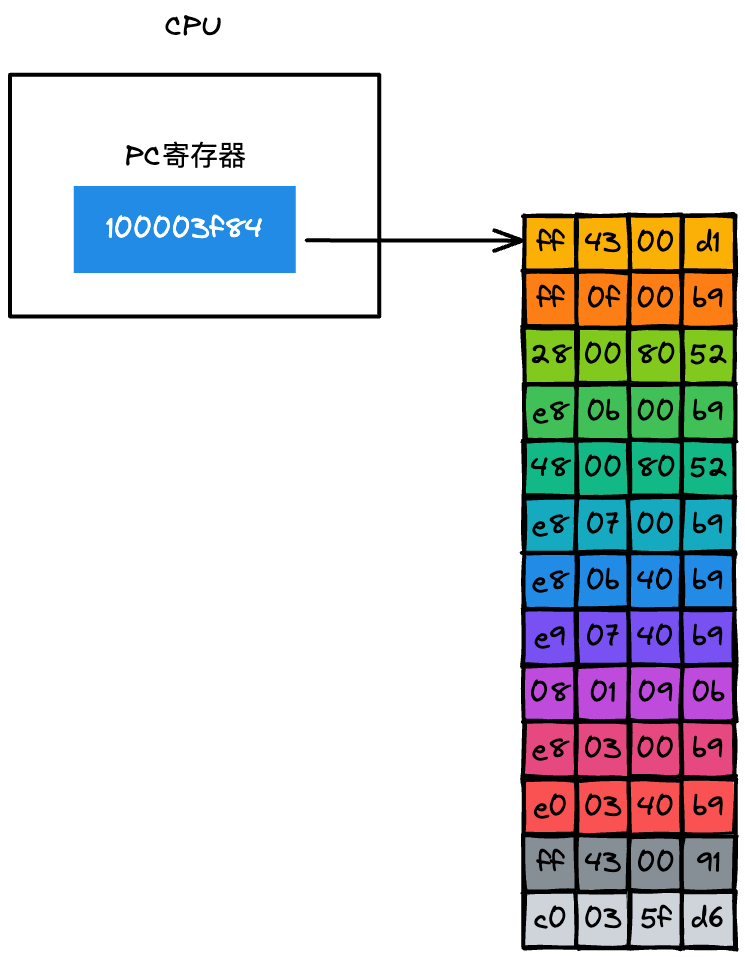 CPU
PC寄存器
100003f84
ff 43 00 d1
ff 0f 00 b9
28 00 80 52
e8 0b 00 b9
48 00 80 52
e8 07 00 b9
e8 0b 40 b9
e9 07 40 b9
08 01 09 0b
e8 03 00 b9
e0 03 40 b9
ff 43 00 91
c0 03 5f d6